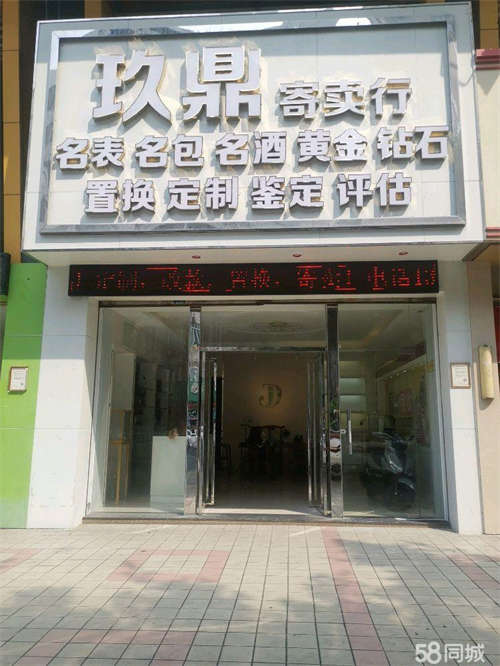 玖鼎 寄卖行
名表 名包 名酒 黄金 钻石
置换 定制 鉴定 评估
58同城